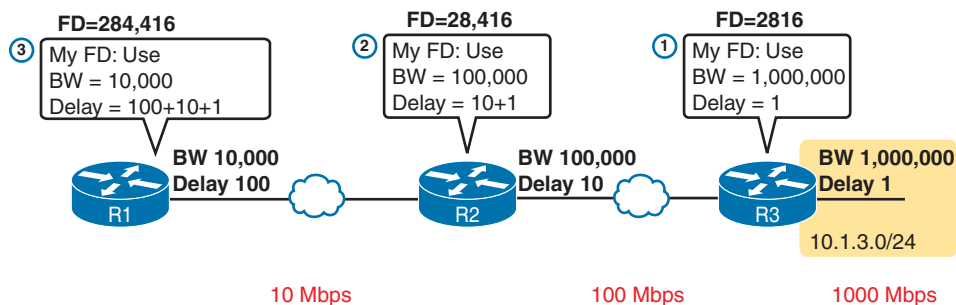 FD=284,416
3
My FD: Use
BW = 10,000
Delay = 100+10+1
FD=28,416
2
My FD: Use
BW = 100,000
Delay = 10+1
FD=2816
1
My FD: Use
BW = 1,000,000
Delay = 1
R1
BW 10,000
Delay 100
R2
BW 100,000
Delay 10
R3
BW 1,000,000
Delay 1
10.1.3.0/24
10 Mbps
100 Mbps
1000 Mbps